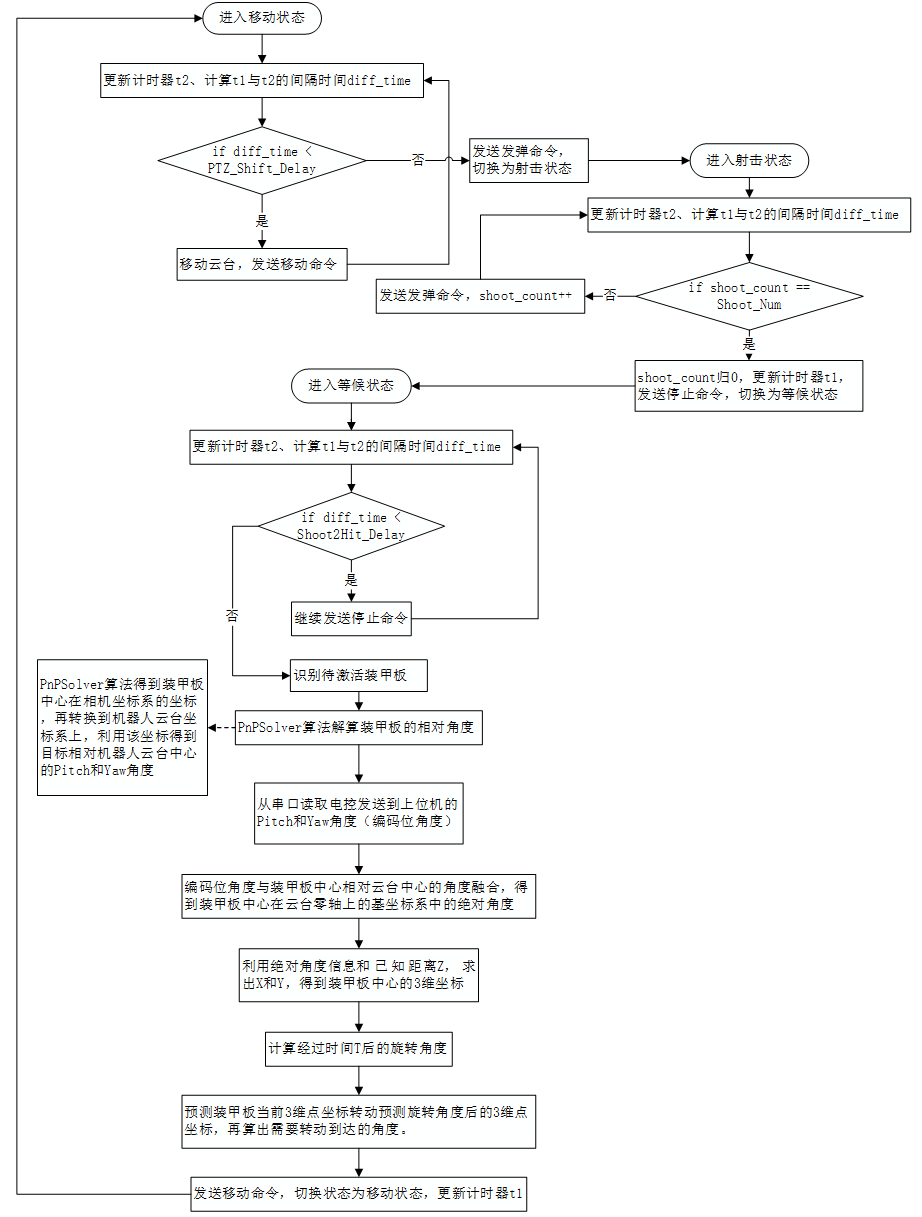 进入移动状态
更新计时器t2、计算t1与t2的间隔时间diff_time
if diff_time <
PTZ_Shift_Delay
否
发送发弹命令，
切换为射击状态
进入射击状态
是
移动云台，发送移动命令
更新计时器t2、计算t1与t2的间隔时间diff_time
if shoot_count ==
Shoot_Num
否
发送发弹命令，shoot_count++
是
shoot_count归0，更新计时器t1，
发送停止命令，切换为等候状态
进入等候状态
更新计时器t2、计算t1与t2的间隔时间diff_time
if diff_time <
Shoot2Hit_Delay
是
继续发送停止命令
否
识别待激活装甲板
PnPSolver算法解算装甲板的相对角度
PnPSolver算法得到装甲板
中心在相机坐标系的坐标
，再转换到机器人云台坐
标系上，利用该坐标得到
目标相对机器人云台中心
的Pitch和Yaw角度
从串口读取电控发送到上位机的
Pitch和Yaw角度（编码位角度）
编码位角度与装甲板中心相对云台中心的角度融合，得
到装甲板中心在云台零轴上的基坐标系中的绝对角度
利用绝对角度信息和 已 知 距离Z， 求
出X和Y，得到装甲板中心的3维坐标
计算经过时间T后的旋转角度
预测装甲板当前3维点坐标转动预测旋转角度后的3维点
坐标，再算出需要转动到达的角度。
发送移动命令，切换状态为移动状态，更新计时器t1